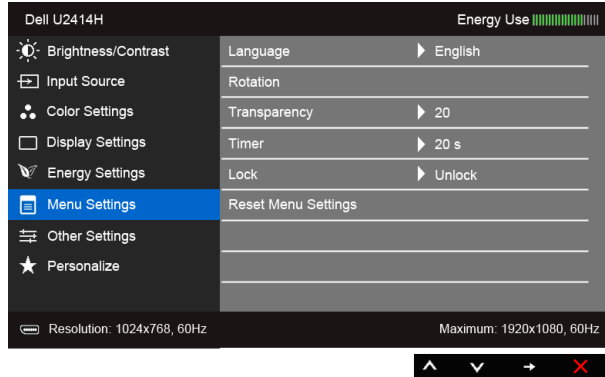 Dell U2414H Energy Use
Brightness/Contrast Language English
Input Source Rotation
Color Settings Transparency 20
Display Settings Timer 20 s
Energy Settings Lock Unlock
Menu Settings Reset Menu Settings
Other Settings
Personalize
Resolution: 1024x768, 60Hz Maximum: 1920x1080, 60Hz